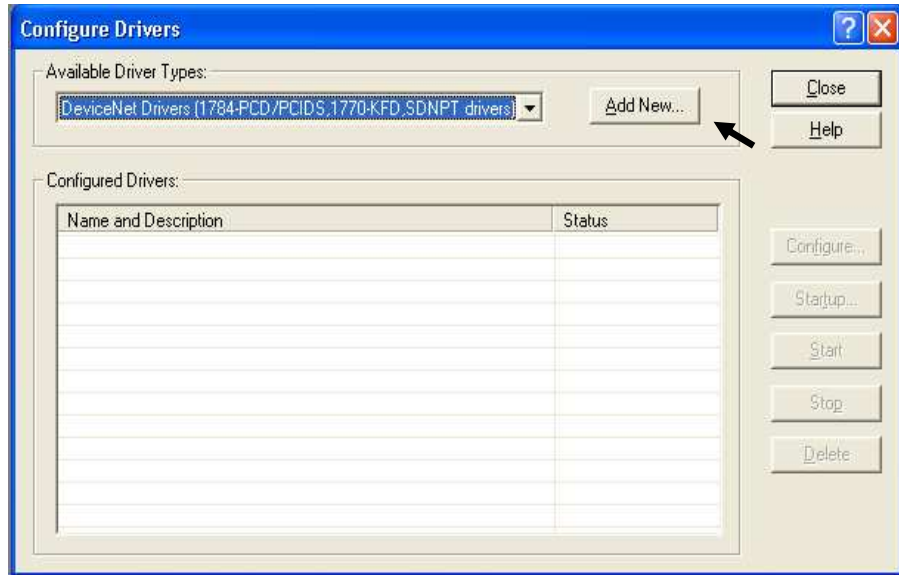 Configure Drivers
Available Driver Types:
DeviceNet Drivers (1784-PCD/PCIDS,1770-KFD,SDNPT drivers)
Add New...
Close
Help
Configured Drivers:
Name and Description Status
Configure...
Startup...
Start
Stop
Delete